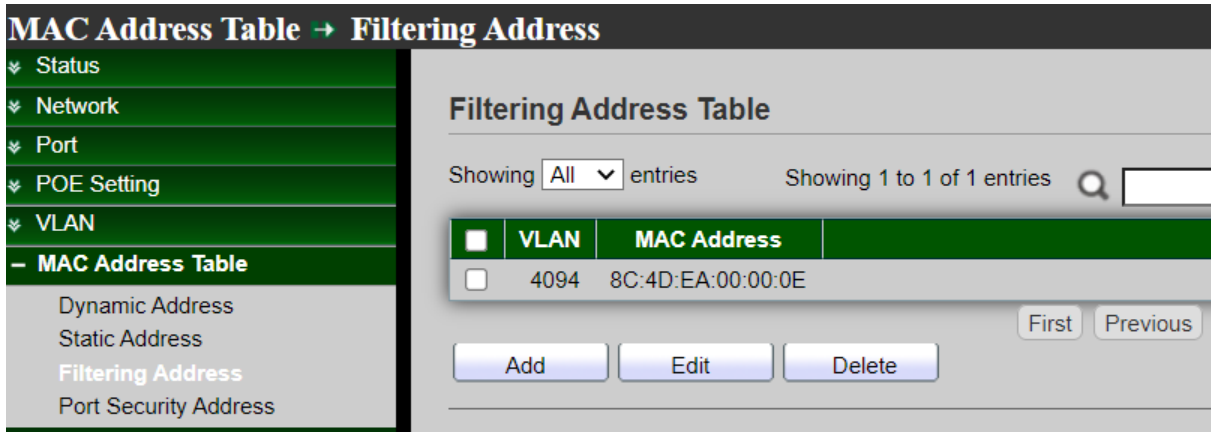 MAC Address Table → Filtering Address
Status
Network
Port
POE Setting
VLAN
MAC Address Table
Dynamic Address
Static Address
Filtering Address
Port Security Address
Filtering Address Table
Showing All entries Showing 1 to 1 of 1 entries
VLAN MAC Address
4094 8C:4D:EA:00:00:0E
First Previous
Add Edit Delete